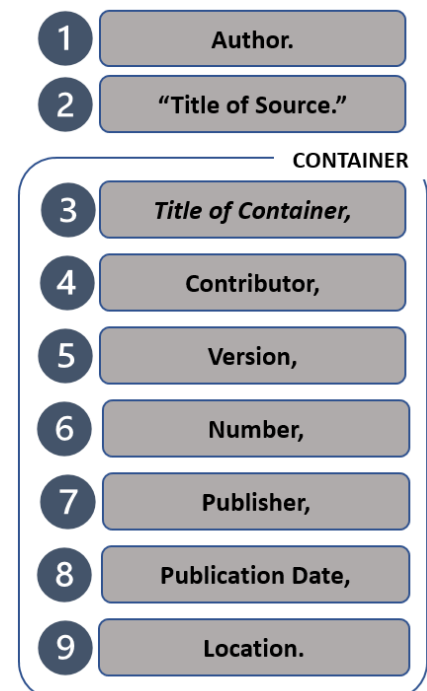 1 Author.
2 “Title of Source.”
CONTAINER
3 Title of Container,
4 Contributor,
5 Version,
6 Number,
7 Publisher,
8 Publication Date,
9 Location.